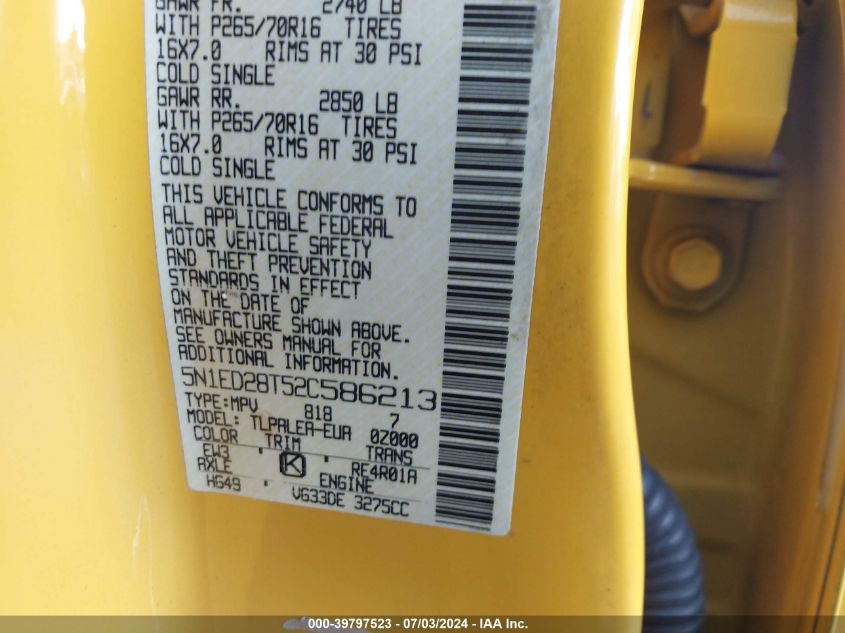 GAWR FR. 2740 LB
WITH P265/70R16 TIRES
16X7.0 RIMS AT 30 PSI
COLD SINGLE
GAWR RR. 2850 LB
WITH P265/70R16 TIRES
16X7.0 RIMS AT 30 PSI
COLD SINGLE
THIS VEHICLE CONFORMS TO
ALL APPLICABLE FEDERAL
MOTOR VEHICLE SAFETY
AND THEFT PREVENTION
STANDARDS IN EFFECT
ON THE DATE OF
MANUFACTURE SHOWN ABOVE.
SEE OWNERS MANUAL FOR
ADDITIONAL INFORMATION.
5N1ED28T52C586213
TYPE:MPV 818 7
MODEL: TLPALEA-EUA 0Z000
COLOR TRIM TRANS
EW3 K RE4R01A
AXLE ENGINE
HG49 VG33DE 3275CC
000-39797523 - 07/03/2024 - IAA Inc.